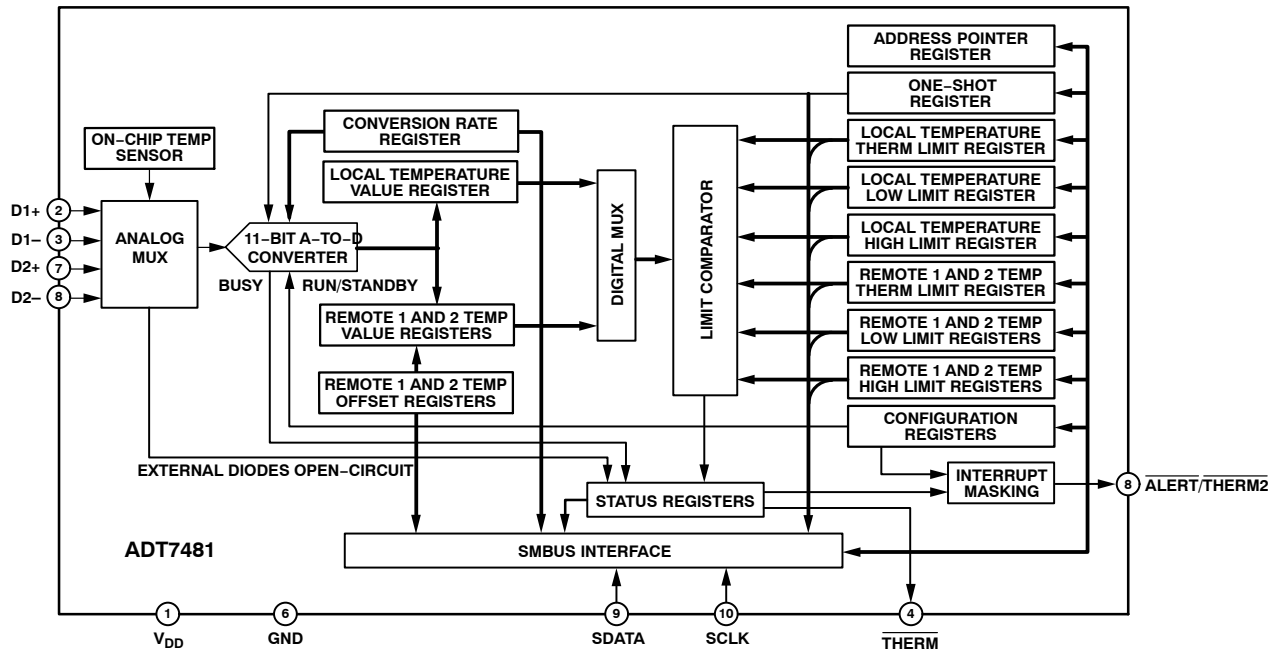 ADDRESS POINTER
REGISTER
ONE−SHOT
REGISTER
CONVERSION RATE
REGISTER
ON−CHIP TEMP
SENSOR
LOCAL TEMPERATURE
THERM LIMIT REGISTER
LOCAL TEMPERATURE
VALUE REGISTER
LOCAL TEMPERATURE
LOW LIMIT REGISTER
D1+
2
D1−
3
D2+
7
D2−
8
ANALOG
MUX
11−BIT A−TO−D
CONVERTER
BUSY
RUN/STANDBY
DIGITAL MUX
LIMIT COMPARATOR
LOCAL TEMPERATURE
HIGH LIMIT REGISTER
REMOTE 1 AND 2 TEMP
THERM LIMIT REGISTER
REMOTE 1 AND 2 TEMP
VALUE REGISTERS
REMOTE 1 AND 2 TEMP
LOW LIMIT REGISTERS
REMOTE 1 AND 2 TEMP
OFFSET REGISTERS
REMOTE 1 AND 2 TEMP
HIGH LIMIT REGISTERS
CONFIGURATION
REGISTERS
EXTERNAL DIODES OPEN−CIRCUIT
INTERRUPT
MASKING
8
ALERT/THERM2
STATUS REGISTERS
ADT7481
SMBUS INTERFACE
1
6
9
10
4
VDD
GND
SDATA
SCLK
THERM